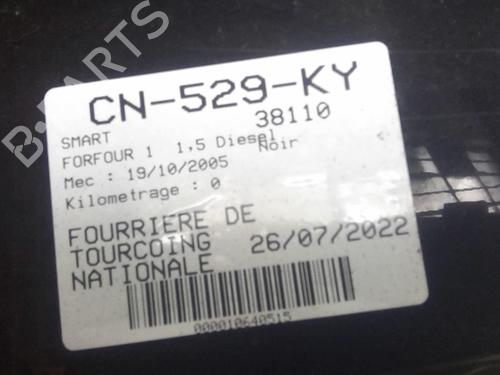 B-PARTS
CN-529-KY
SMART 38110
FORFOUR 1 1.5 Diesel Noir
Mec : 19/10/2005
Kilometrage : 0
FOURRIERE DE
TOURCOING 26/07/2022
NATIONALE
000010640515